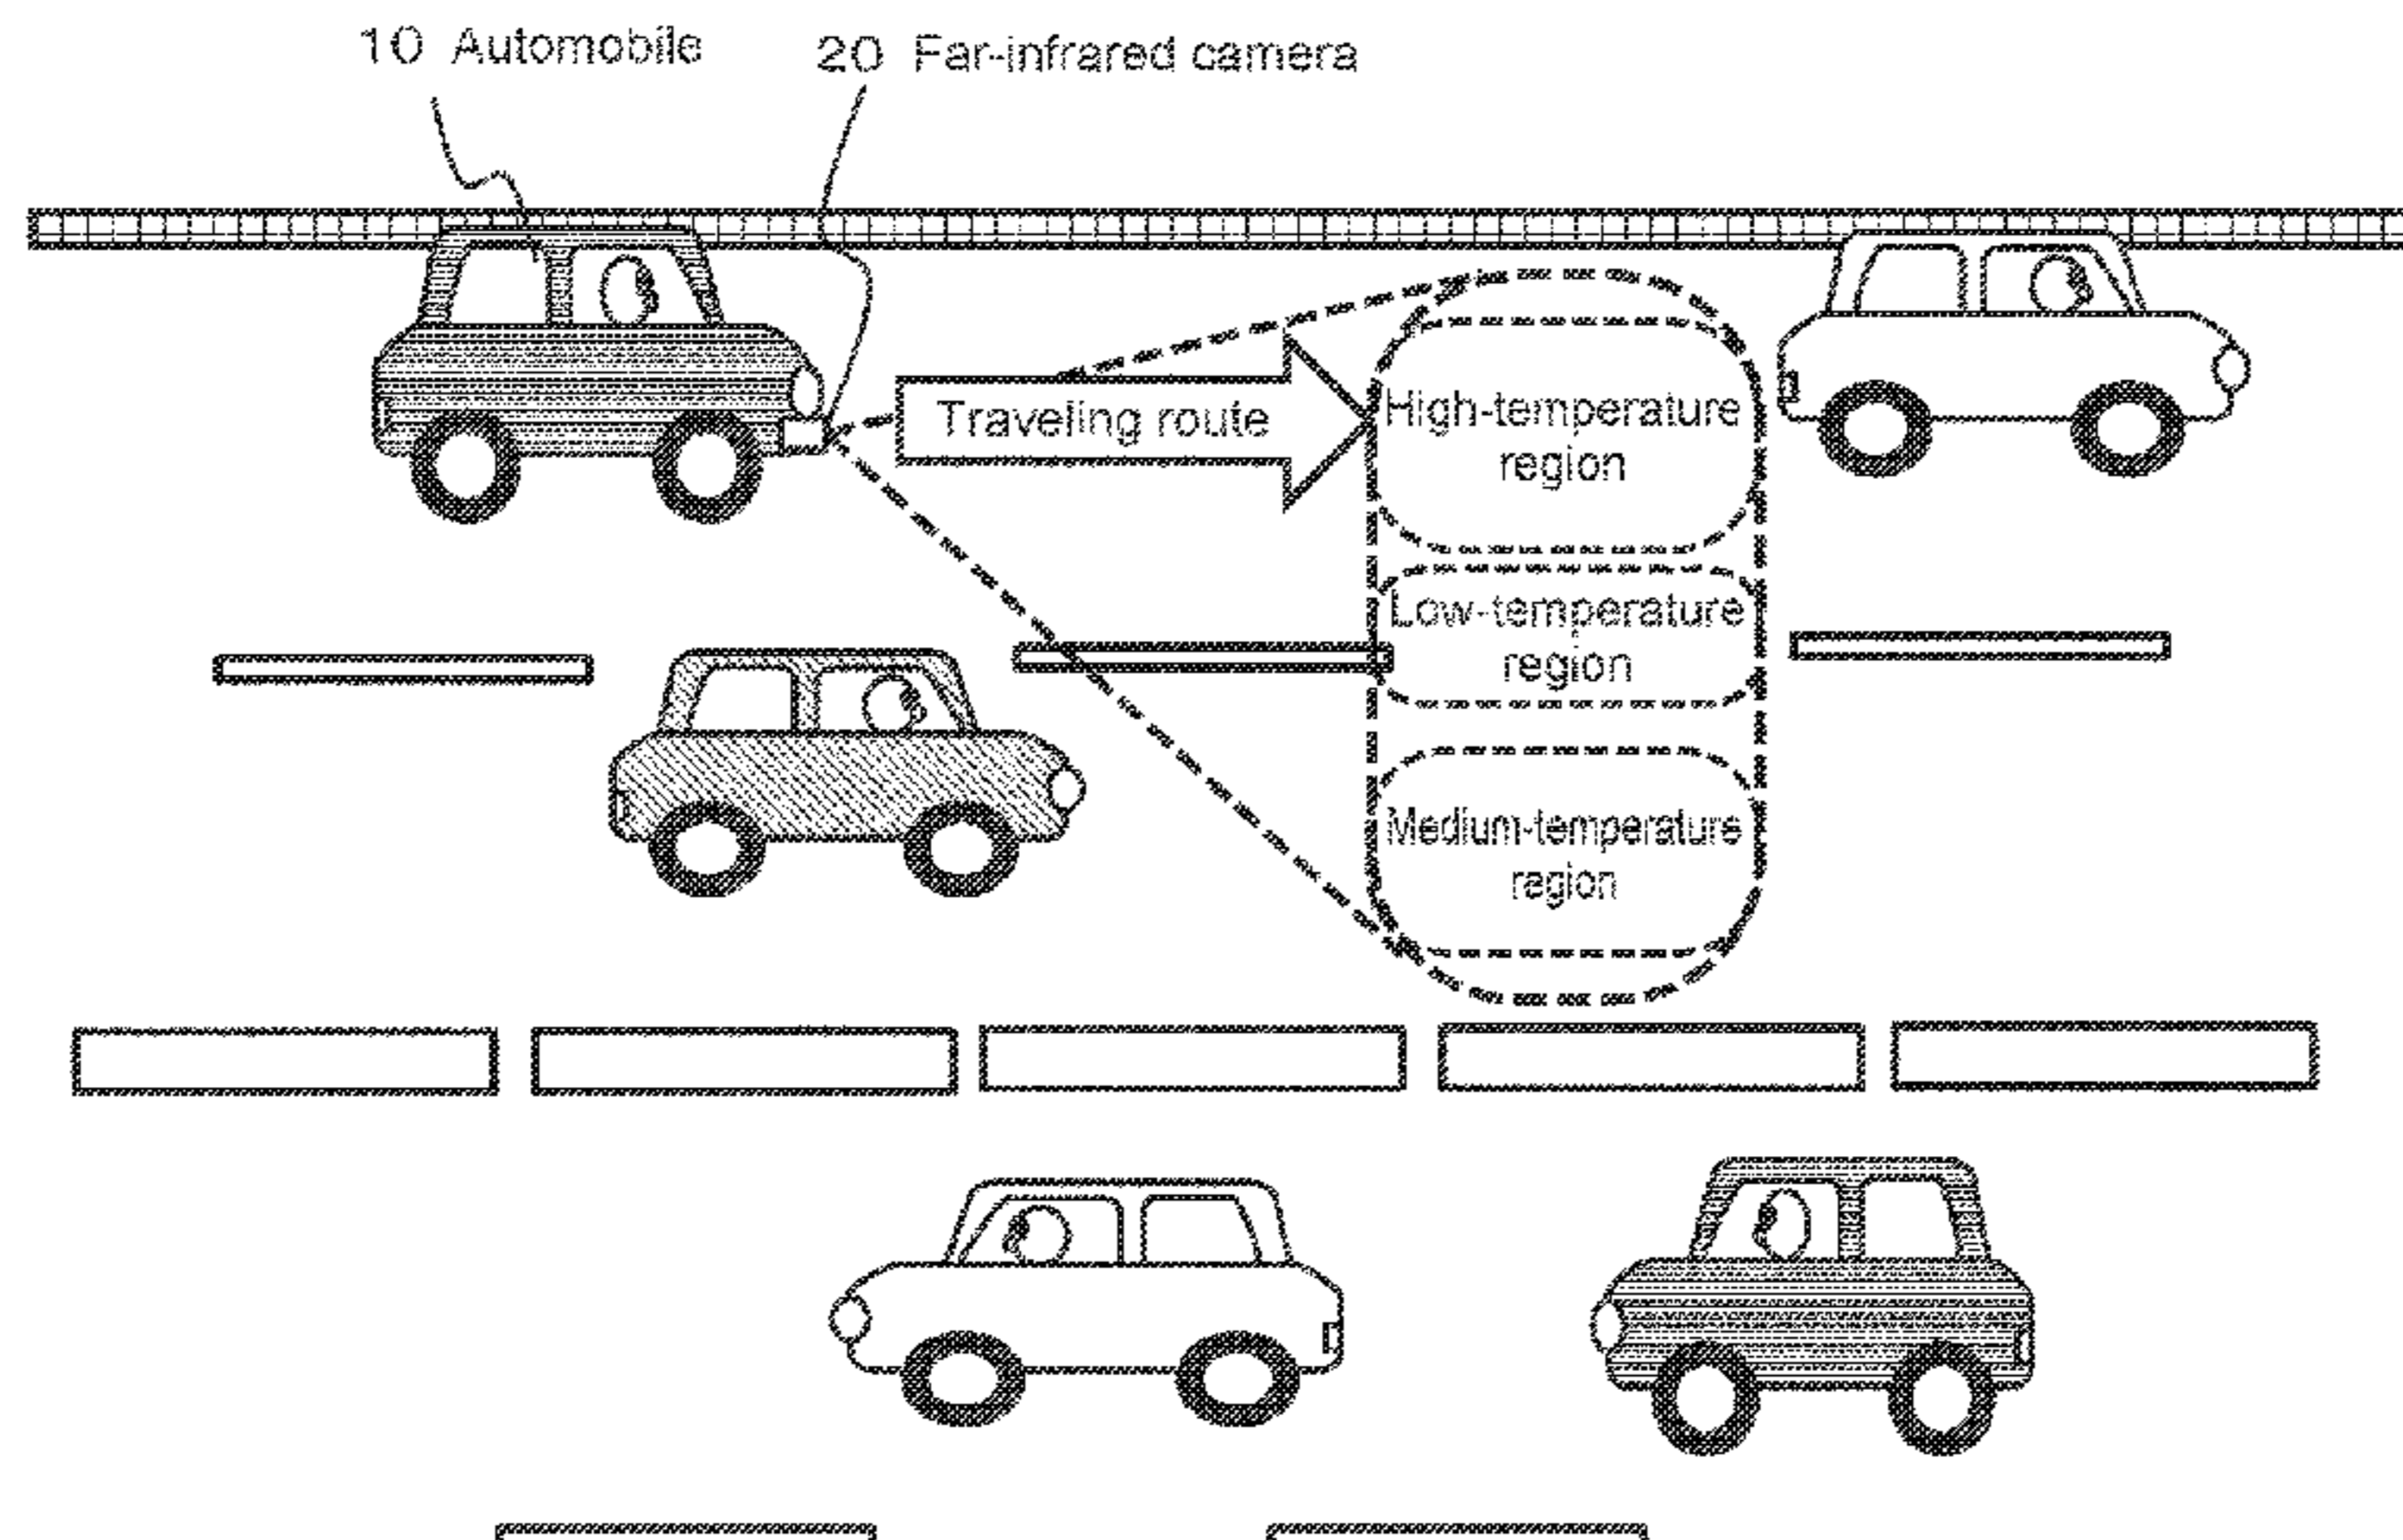 10 Automobile
20 Far-infrared camera
Traveling route
High-temperature
region
Low-temperature
region
Medium-temperature
region